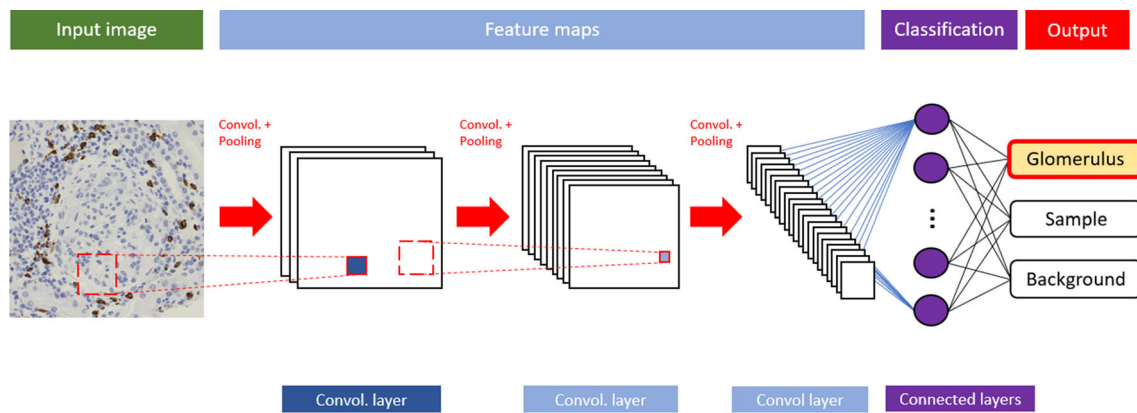 Input image
Feature maps
Classification
Output
Convol. +
Pooling
Convol. +
Pooling
Convol. +
Pooling
Glomerulus
Sample
Background
...
Convol. layer
Convol. layer
Convol layer
Connected layers